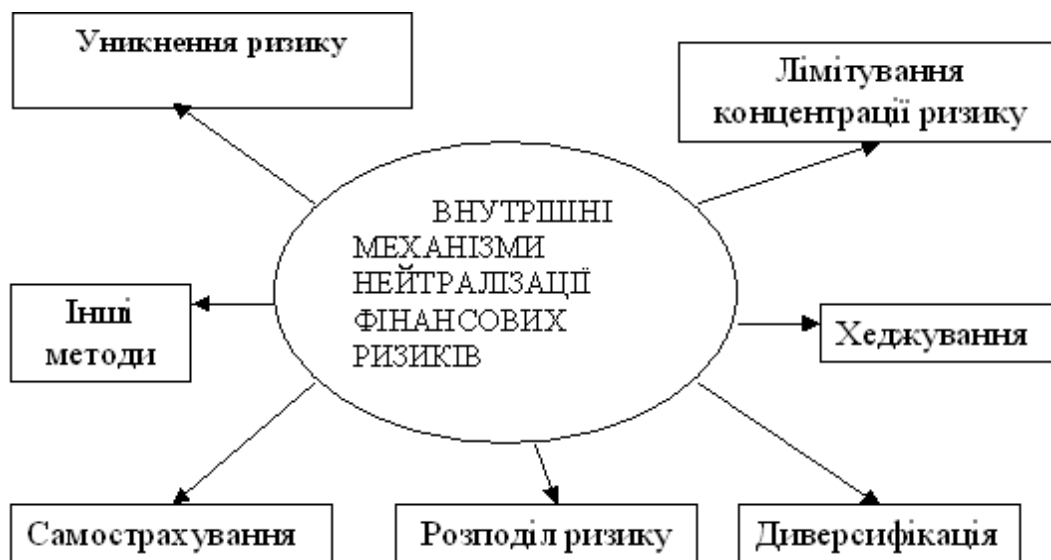 Уникнення ризику
Лімітування
концентрації ризику
ВНУТРІШНІ
МЕХАНІЗМИ
НЕЙТРАЛІЗАЦІЇ
ФІНАНСОВИХ
РИЗИКІВ
Інші
методи
Хеджування
Самострахування
Розподіл ризику
Диверсифікація